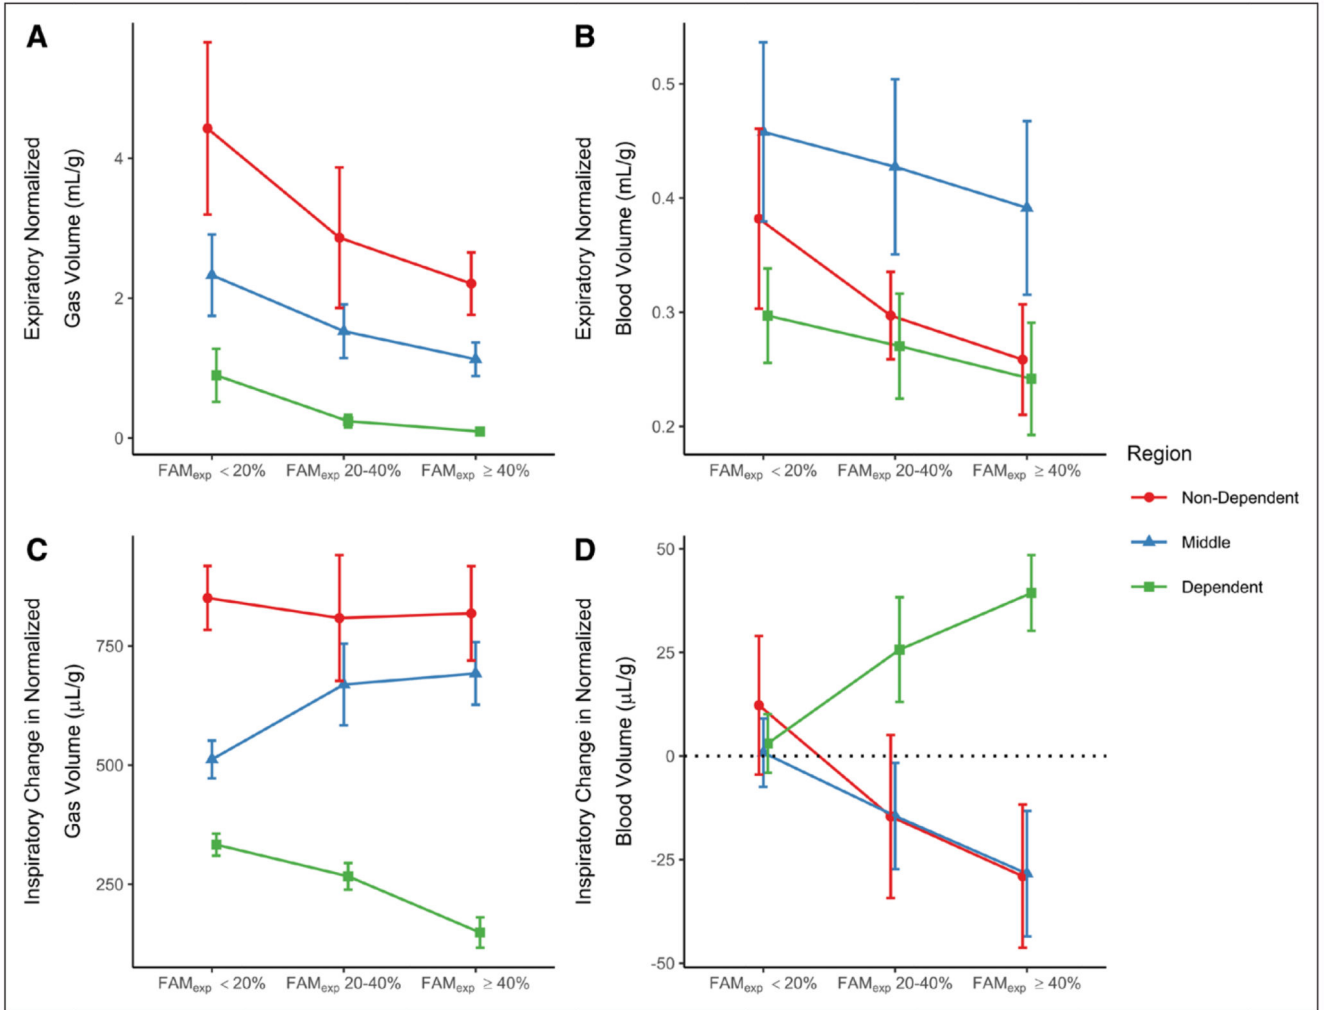 A
Expiratory Normalized
Gas Volume (mL/g)
4
2
0
FAMexp < 20%
FAMexp 20-40%
FAMexp ≥ 40%
B
Expiratory Normalized
Blood Volume (mL/g)
0.5
0.4
0.3
0.2
FAMexp < 20%
FAMexp 20-40%
FAMexp ≥ 40%
Region
Non-Dependent
Middle
Dependent
C
Inspiratory Change in Normalized
Gas Volume (μL/g)
750
500
250
FAMexp < 20%
FAMexp 20-40%
FAMexp ≥ 40%
D
Inspiratory Change in Normalized
Blood Volume (μL/g)
50
25
0
-25
-50
FAMexp < 20%
FAMexp 20-40%
FAMexp ≥ 40%